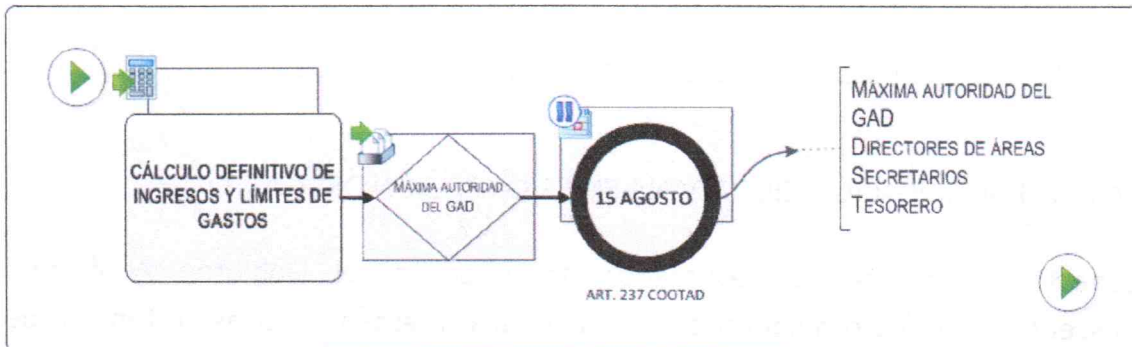 CÁLCULO DEFINITIVO DE
INGRESOS Y LÍMITES DE
GASTOS
MÁXIMA AUTORIDAD
DEL GAD
15 AGOSTO
ART. 237 COOTAD
MÁXIMA AUTORIDAD DEL
GAD
DIRECTORES DE ÁREAS
SECRETARIOS
TESORERO